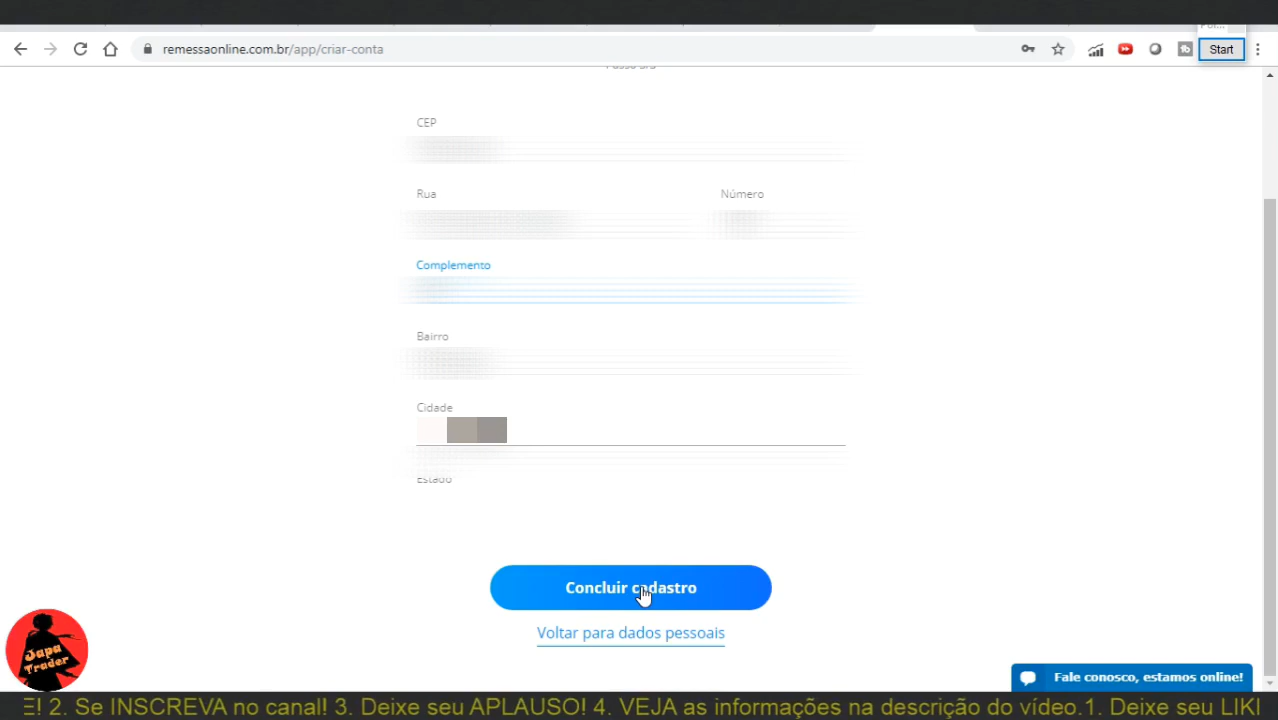 remessaonline.com.br/app/criar-conta
Start
CEP
Rua
Número
Complemento
Bairro
Cidade
Estado
Concluir cadastro
Voltar para dados pessoais
Japa
Trader
Fale conosco, estamos online!
E! 2. Se INSCREVA no canal! 3. Deixe seu APLAUSO! 4. VEJA as informações na descrição do vídeo.1. Deixe seu LIKI